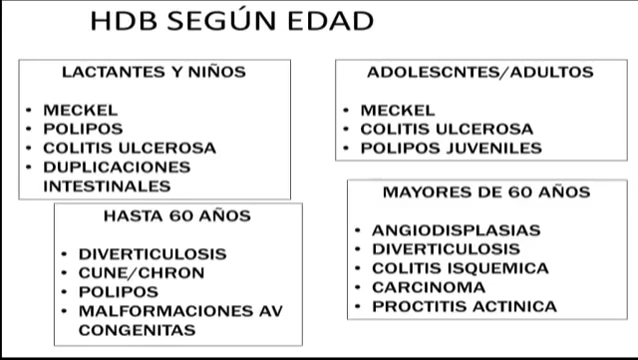 HDB SEGÚN EDAD
LACTANTES Y NIÑOS
• MECKEL
• POLIPOS
• COLITIS ULCEROSA
• DUPLICACIONES
INTESTINALES
ADOLESCNTES/ADULTOS
• MECKEL
• COLITIS ULCEROSA
• POLIPOS JUVENILES
HASTA 60 AÑOS
• DIVERTICULOSIS
• CUNE/CHRON
• POLIPOS
• MALFORMACIONES AV
CONGENITAS
MAYORES DE 60 AÑOS
• ANGIODISPLASIAS
• DIVERTICULOSIS
• COLITIS ISQUEMICA
• CARCINOMA
• PROCTITIS ACTINICA